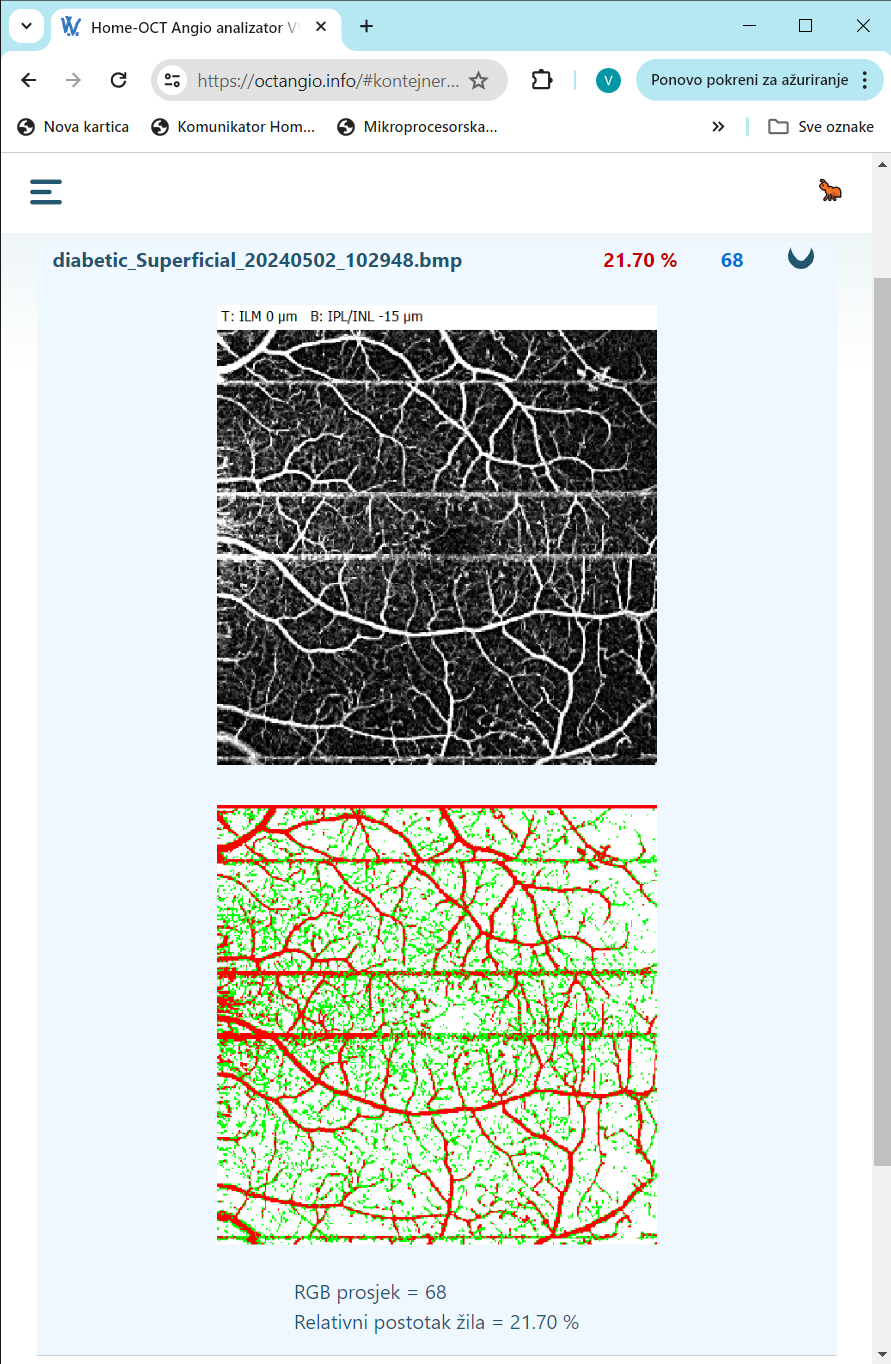 Home-OCT Angio analizator V
https://octangio.info/#kontejner...
V
Ponovo pokreni za ažuriranje
Nova kartica
Komunikator Hom...
Mikroprocesorska...
Sve oznake
diabetic_Superficial_20240502_102948.bmp 21.70 % 68
T: ILM 0 µm B: IPL/INL -15 µm
RGB prosjek = 68
Relativni postotak žila = 21.70 %